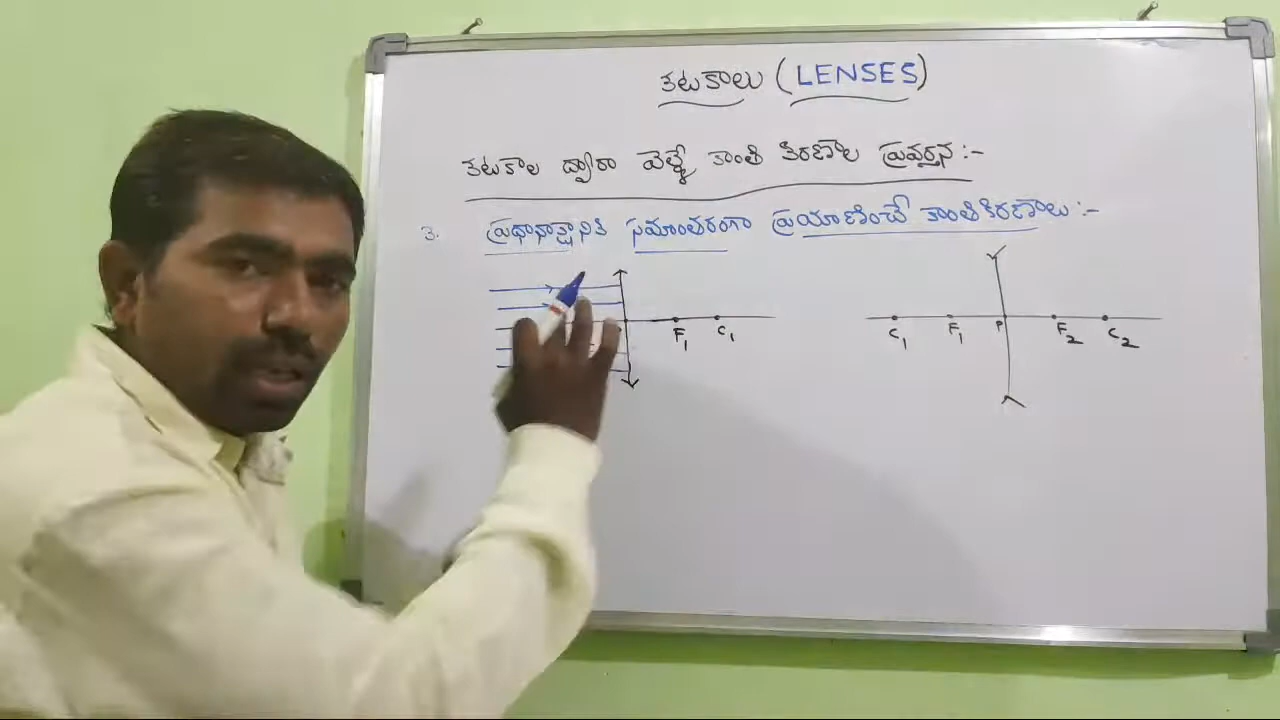 కటకాలు (LENSES)
కటకాల ద్వారా వెళ్ళే కాంతి కిరణాల ప్రవర్తన :-
3. ప్రధానాక్షానికి సమాంతరంగా ప్రయాణించే కాంతికిరణాలు :-
F1 C1
C1 F1 P F2 C2